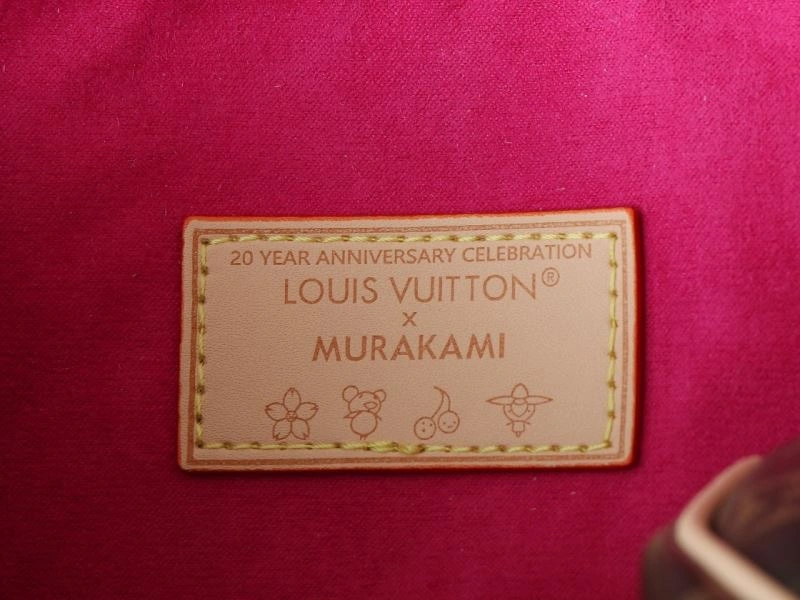 20 YEAR ANNIVERSARY CELEBRATION
LOUIS VUITTON®
x
MURAKAMI